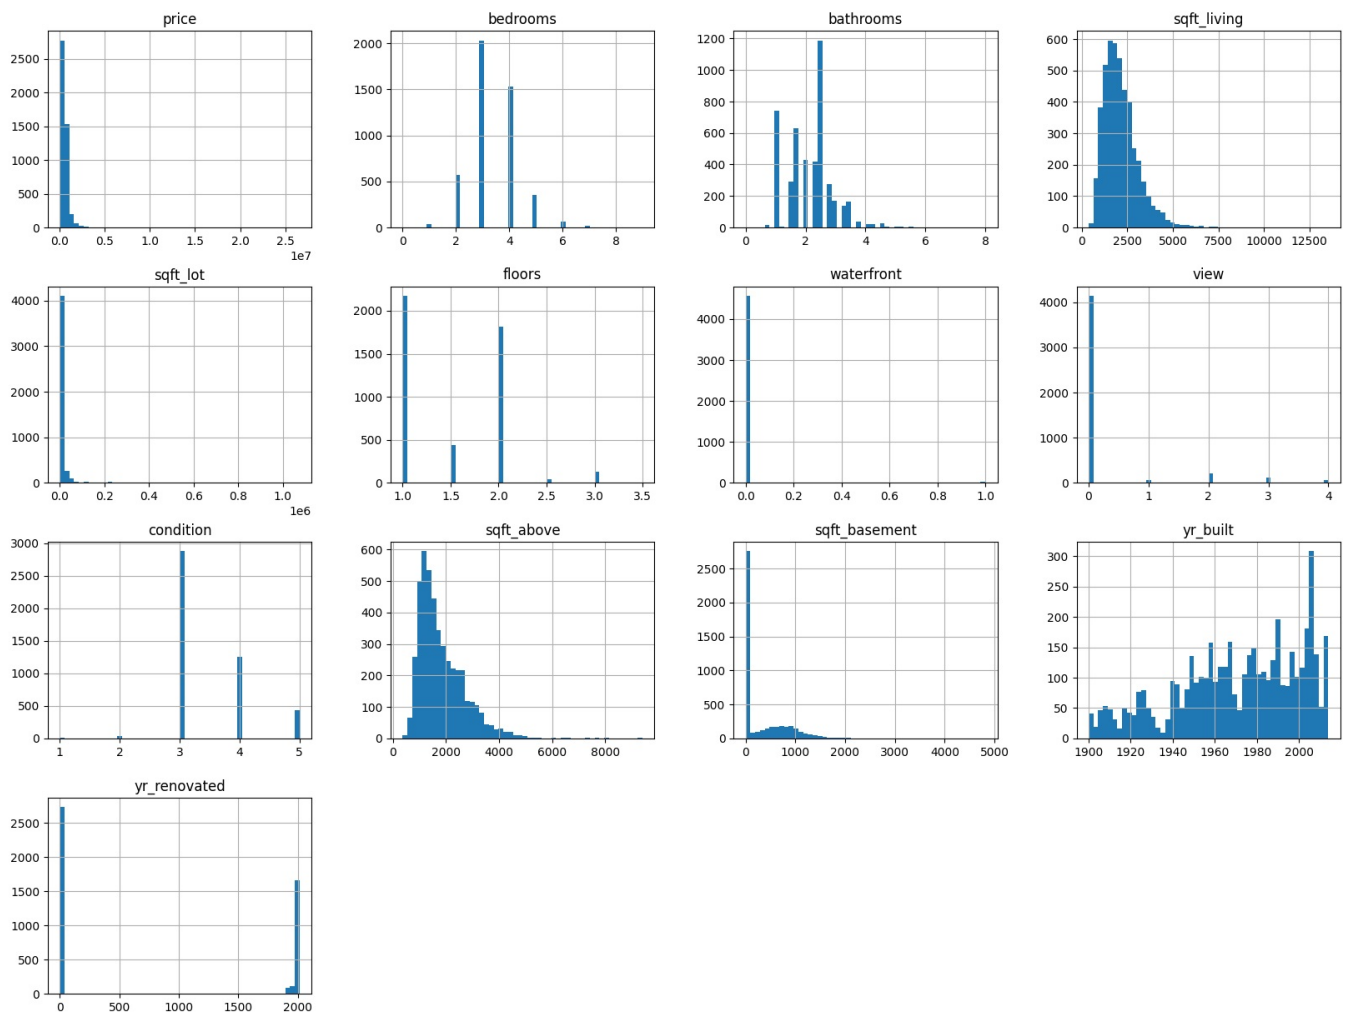 price
bedrooms
bathrooms
sqft_living
2500
2000
1500
1000
500
0
0.0 0.5 1.0 1.5 2.0 2.5
1e7
2000
1500
1000
500
0
0 2 4 6 8
1200
1000
800
600
400
200
0
0 2 4 6 8
600
500
400
300
200
100
0
0 2500 5000 7500 10000 12500
sqft_lot
floors
waterfront
view
4000
3000
2000
1000
0
0.0 0.2 0.4 0.6 0.8 1.0
1e6
2000
1500
1000
500
0
1.0 1.5 2.0 2.5 3.0 3.5
4000
3000
2000
1000
0
0.0 0.2 0.4 0.6 0.8 1.0
4000
3000
2000
1000
0
0 1 2 3 4
condition
sqft_above
sqft_basement
yr_built
3000
2500
2000
1500
1000
500
0
1 2 3 4 5
600
500
400
300
200
100
0
0 2000 4000 6000 8000
2500
2000
1500
1000
500
0
0 1000 2000 3000 4000 5000
300
250
200
150
100
50
0
1900 1920 1940 1960 1980 2000
yr_renovated
2500
2000
1500
1000
500
0
0 500 1000 1500 2000